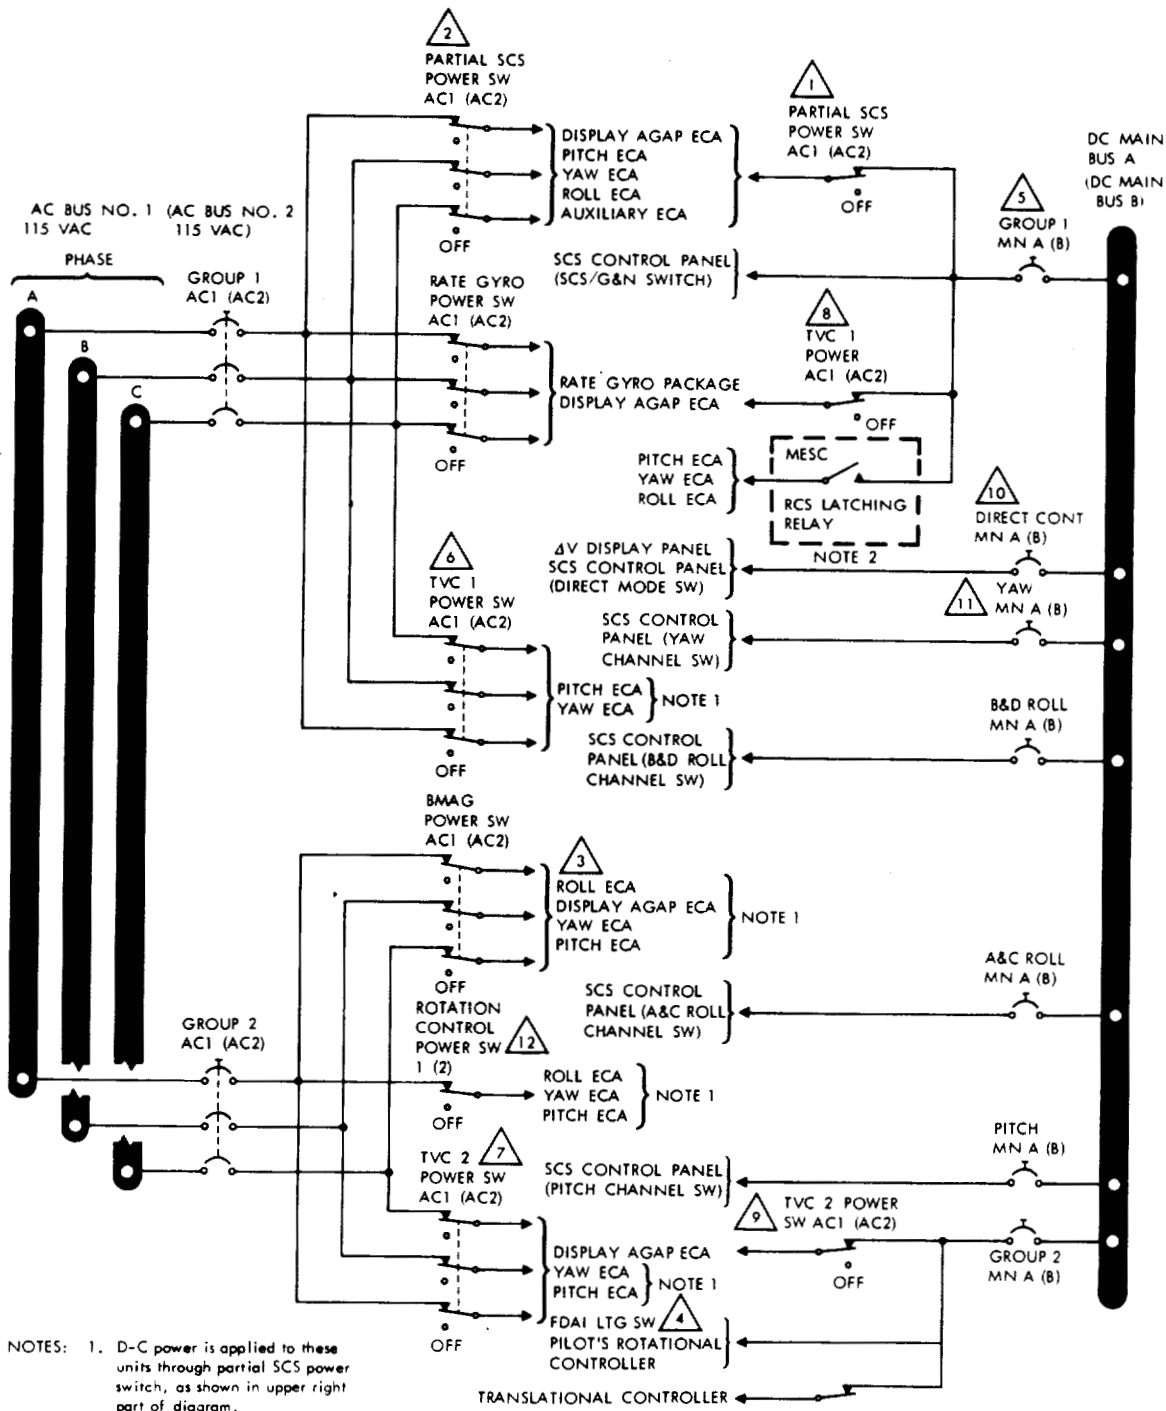 2
PARTIAL SCS
POWER SW
AC1 (AC2)
1
PARTIAL SCS
POWER SW
AC1 (AC2)
OFF
DC MAIN
BUS A
(DC MAIN
BUS B)
DISPLAY AGAP ECA
PITCH ECA
YAW ECA
ROLL ECA
AUXILIARY ECA
OFF
5
GROUP 1
MN A (B)
AC BUS NO. 1 (AC BUS NO. 2
115 VAC 115 VAC)
PHASE
A
B
C
GROUP 1
AC1 (AC2)
SCS CONTROL PANEL
(SCS/G&N SWITCH)
RATE GYRO
POWER SW
AC1 (AC2)
OFF
8
TVC 1
POWER
AC1 (AC2)
OFF
RATE GYRO PACKAGE
DISPLAY AGAP ECA
PITCH ECA
YAW ECA
ROLL ECA
MESC
RCS LATCHING
RELAY
NOTE 2
10
DIRECT CONT
MN A (B)
ΔV DISPLAY PANEL
SCS CONTROL PANEL
(DIRECT MODE SW)
6
TVC 1
POWER SW
AC1 (AC2)
OFF
11
YAW
MN A (B)
SCS CONTROL
PANEL (YAW
CHANNEL SW)
PITCH ECA
YAW ECA
NOTE 1
B&D ROLL
MN A (B)
SCS CONTROL
PANEL (B&D ROLL
CHANNEL SW)
BMAG
POWER SW
AC1 (AC2)
OFF
3
ROLL ECA
DISPLAY AGAP ECA
YAW ECA
PITCH ECA
NOTE 1
A&C ROLL
MN A (B)
SCS CONTROL
PANEL (A&C ROLL
CHANNEL SW)
GROUP 2
AC1 (AC2)
ROTATION
CONTROL
POWER SW
1 (2)
12
OFF
ROLL ECA
YAW ECA
PITCH ECA
NOTE 1
PITCH
MN A (B)
SCS CONTROL PANEL
(PITCH CHANNEL SW)
TVC 2
POWER SW
AC1 (AC2)
7
OFF
9
TVC 2 POWER
SW AC1 (AC2)
OFF
GROUP 2
MN A (B)
DISPLAY AGAP ECA
YAW ECA
PITCH ECA
NOTE 1
FDAI LTG SW
4
PILOT'S ROTATIONAL
CONTROLLER
TRANSLATIONAL CONTROLLER
NOTES: 1. D-C power is applied to these
units through partial SCS power
switch, as shown in upper right
part of diagram.